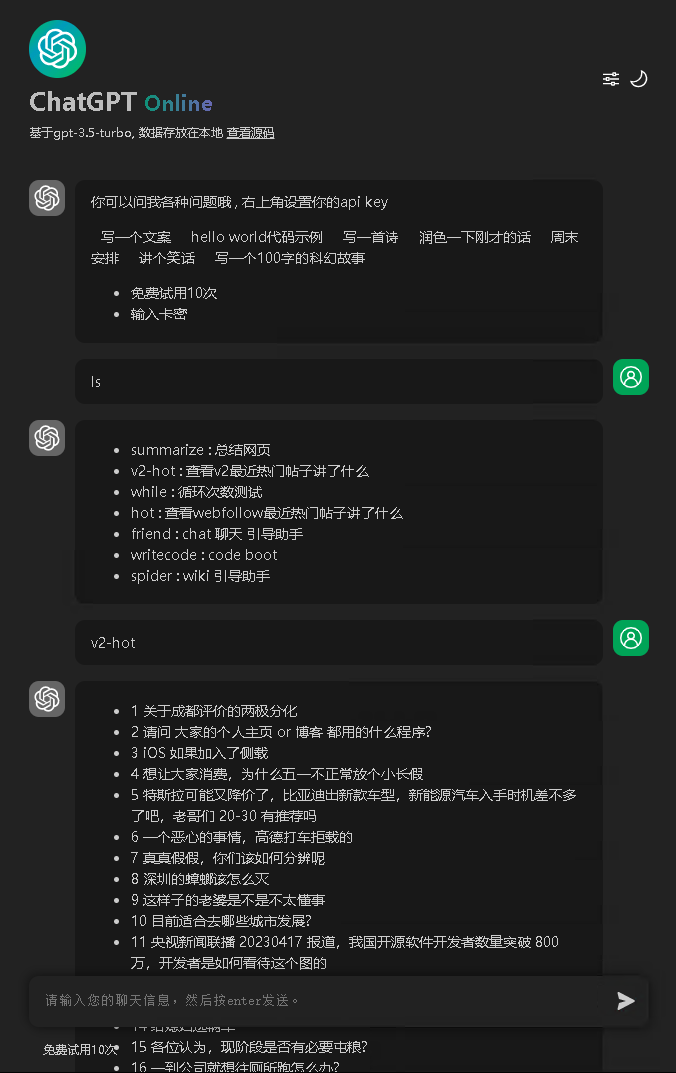 ChatGPT Online
基于gpt-3.5-turbo, 数据存放在本地 查看源码
你可以问我各种问题哦 , 右上角设置你的api key
写一个文案 hello world代码示例 写一首诗 润色一下刚才的话 周末
安排 讲个笑话 写一个100字的科幻故事
• 免费试用10次
• 输入卡密
ls
• summarize : 总结网页
• v2-hot : 查看v2最近热门帖子讲了什么
• while : 循环次数测试
• hot : 查看webfollow最近热门帖子讲了什么
• friend : chat 聊天 引导助手
• writecode : code boot
• spider : wiki 引导助手
v2-hot
• 1 关于成都评价的两极分化
• 2 请问 大家的个人主页 or 博客 都用的什么程序?
• 3 iOS 如果加入了侧载
• 4 想让大家消费，为什么五一不正常放个小长假
• 5 特斯拉可能又降价了，比亚迪出新款车型，新能源汽车入手时机差不多
了吧，老哥们 20-30 有推荐吗
• 6 一个恶心的事情，高德打车拒载的
• 7 真真假假，你们该如何分辨呢
• 8 深圳的蟑螂该怎么灭
• 9 这样子的老婆是不是不太懂事
• 10 目前适合去哪些城市发展?
• 11 央视新闻联播 20230417 报道，我国开源软件开发者数量突破 800
万，开发者是如何看待这个图的
请输入您的聊天信息，然后按enter发送。
免费试用10次
• 15 各位认为，现阶段是否有必要屯粮?
• 16 一到公司就想往厕所跑怎么办?